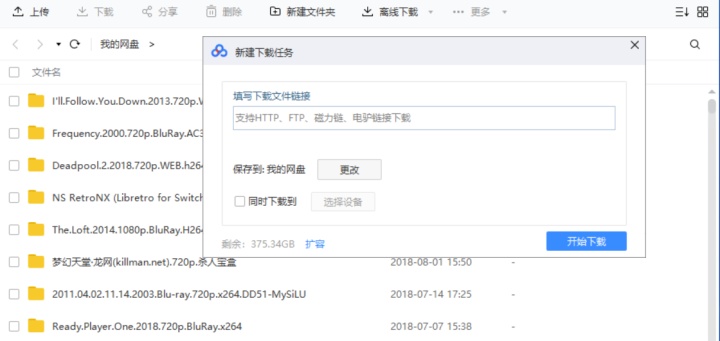 上传 下载 分享 删除 新建文件夹 离线下载 更多
我的网盘 >
新建下载任务
文件名
填写下载文件链接
支持HTTP、FTP、磁力链、电驴链接下载
保存到: 我的网盘 更改
同时下载到 选择设备
剩余: 375.34GB 扩容 开始下载
I'll.Follow.You.Down.2013.720p.W
Frequency.2000.720p.BluRay.AC3
Deadpool.2.2018.720p.WEB.h264
NS RetroNX (Libretro for Switch
The.Loft.2014.1080p.BluRay.H264
梦幻天堂·龙网(killman.net).720p.杀人宝盒 2018-08-01 15:50 -
2011.04.02.11.14.2003.Blu-ray.720p.x264.DD51-MySiLU 2018-07-14 17:25 -
Ready.Player.One.2018.720p.BluRay.x264 2018-07-07 15:38 -